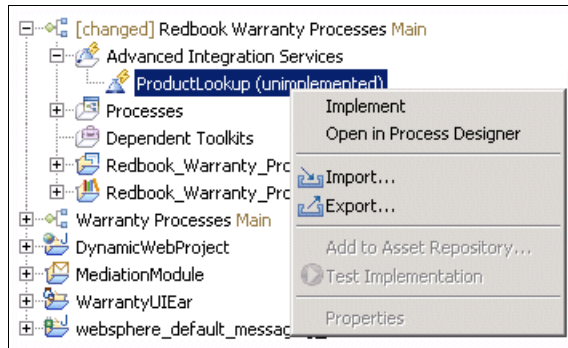 [changed] Redbook Warranty Processes Main
Advanced Integration Services
ProductLookup (unimplemented)
Processes
Dependent Toolkits
Redbook_Warranty_Pro
Redbook_Warranty_Pro
Warranty Processes Main
DynamicWebProject
MediationModule
WarrantyUIEar
websphere_default_messag
Implement
Open in Process Designer
Import...
Export...
Add to Asset Repository...
Test Implementation
Properties